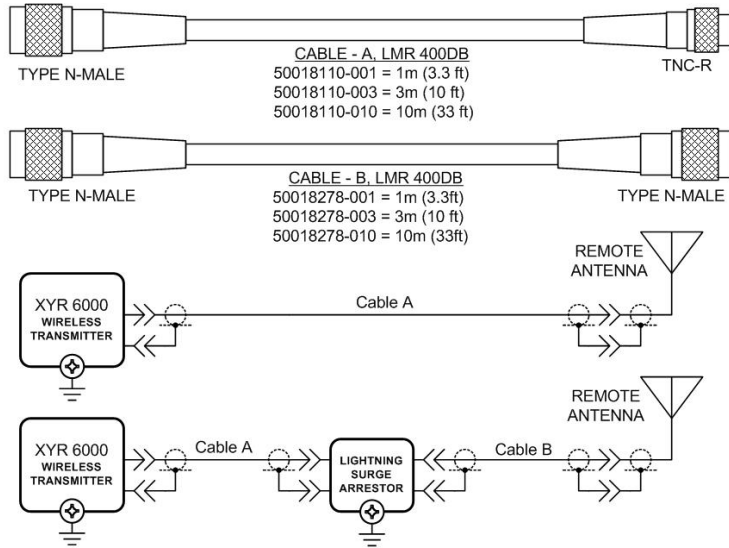 TYPE N-MALE
CABLE - A, LMR 400DB
50018110-001 = 1m (3.3 ft)
50018110-003 = 3m (10 ft)
50018110-010 = 10m (33 ft)
TNC-R
TYPE N-MALE
CABLE - B, LMR 400DB
50018278-001 = 1m (3.3ft)
50018278-003 = 3m (10 ft)
50018278-010 = 10m (33ft)
TYPE N-MALE
XYR 6000
WIRELESS
TRANSMITTER
Cable A
REMOTE
ANTENNA
XYR 6000
WIRELESS
TRANSMITTER
Cable A
LIGHTNING
SURGE
ARRESTOR
Cable B
REMOTE
ANTENNA